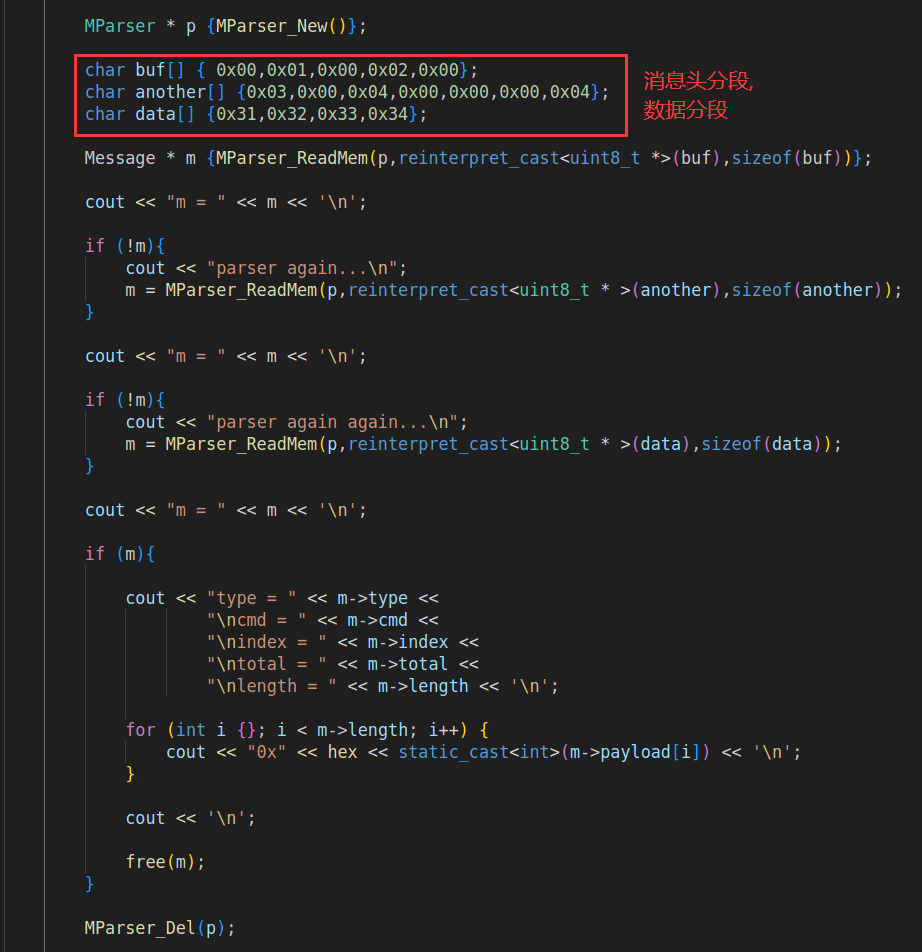 MParser * p {MParser_New()};
char buf[] { 0x00,0x01,0x00,0x02,0x00};
char another[] {0x03,0x00,0x04,0x00,0x00,0x00,0x04};
char data[] {0x31,0x32,0x33,0x34};
消息头分段,
数据分段
Message * m {MParser_ReadMem(p,reinterpret_cast<uint8_t *>(buf),sizeof(buf))};
cout << "m = " << m << '\n';
if (!m){
cout << "parser again...\n";
m = MParser_ReadMem(p,reinterpret_cast<uint8_t * >(another),sizeof(another));
}
cout << "m = " << m << '\n';
if (!m){
cout << "parser again again...\n";
m = MParser_ReadMem(p,reinterpret_cast<uint8_t * >(data),sizeof(data));
}
cout << "m = " << m << '\n';
if (m){
cout << "type = " << m->type <<
"\ncmd = " << m->cmd <<
"\nindex = " << m->index <<
"\ntotal = " << m->total <<
"\nlength = " << m->length << '\n';
for (int i {}; i < m->length; i++) {
cout << "0x" << hex << static_cast<int>(m->payload[i]) << '\n';
}
cout << '\n';
free(m);
}
MParser_Del(p);